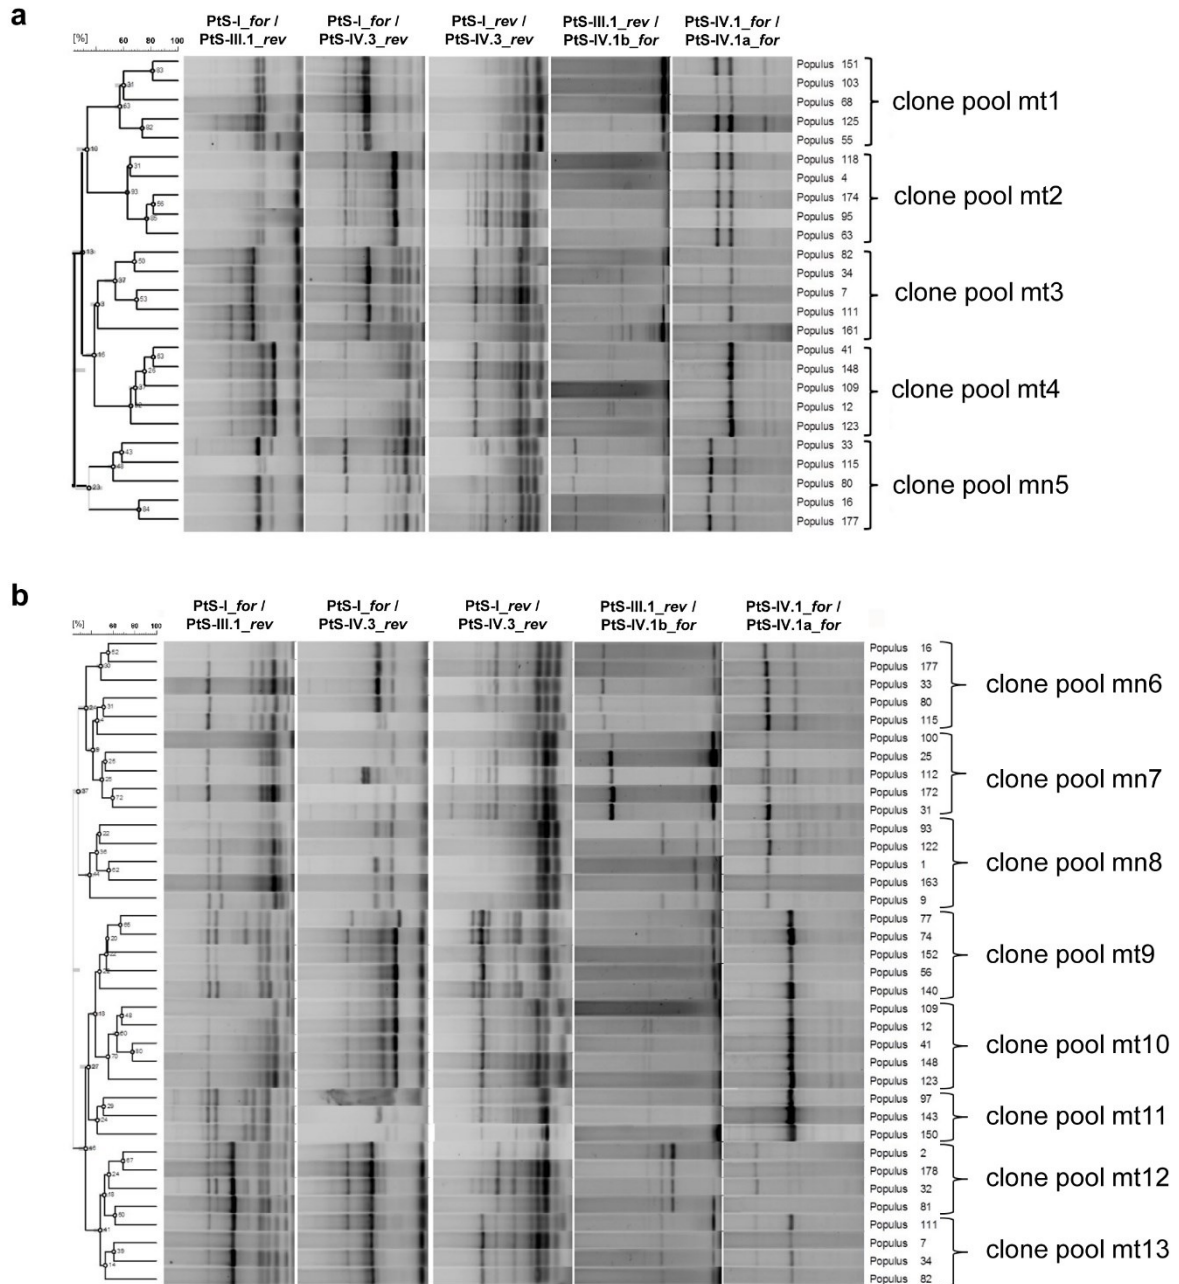 a
PtS-I_for / PtS-III.1_rev
PtS-I_for / PtS-IV.3_rev
PtS-I_rev / PtS-IV.3_rev
PtS-III.1_rev / PtS-IV.1b_for
PtS-IV.1_for / PtS-IV.1a_for
[%] 60 80 100
Populus 151
Populus 103
Populus 68
Populus 125
Populus 55
clone pool mt1
Populus 118
Populus 4
Populus 174
Populus 95
Populus 63
clone pool mt2
Populus 82
Populus 34
Populus 7
Populus 111
Populus 161
clone pool mt3
Populus 41
Populus 148
Populus 109
Populus 12
Populus 123
clone pool mt4
Populus 33
Populus 115
Populus 80
Populus 16
Populus 177
clone pool mn5
b
PtS-I_for / PtS-III.1_rev
PtS-I_for / PtS-IV.3_rev
PtS-I_rev / PtS-IV.3_rev
PtS-III.1_rev / PtS-IV.1b_for
PtS-IV.1_for / PtS-IV.1a_for
[%] 60 80 100
Populus 16
Populus 177
Populus 33
Populus 80
Populus 115
clone pool mn6
Populus 100
Populus 25
Populus 112
Populus 172
Populus 31
clone pool mn7
Populus 93
Populus 122
Populus 1
Populus 163
Populus 9
clone pool mn8
Populus 77
Populus 74
Populus 152
Populus 56
Populus 140
clone pool mt9
Populus 109
Populus 12
Populus 41
Populus 148
Populus 123
clone pool mt10
Populus 97
Populus 143
Populus 150
clone pool mt11
Populus 2
Populus 178
Populus 32
Populus 81
clone pool mt12
Populus 111
Populus 7
Populus 34
Populus 82
clone pool mt13